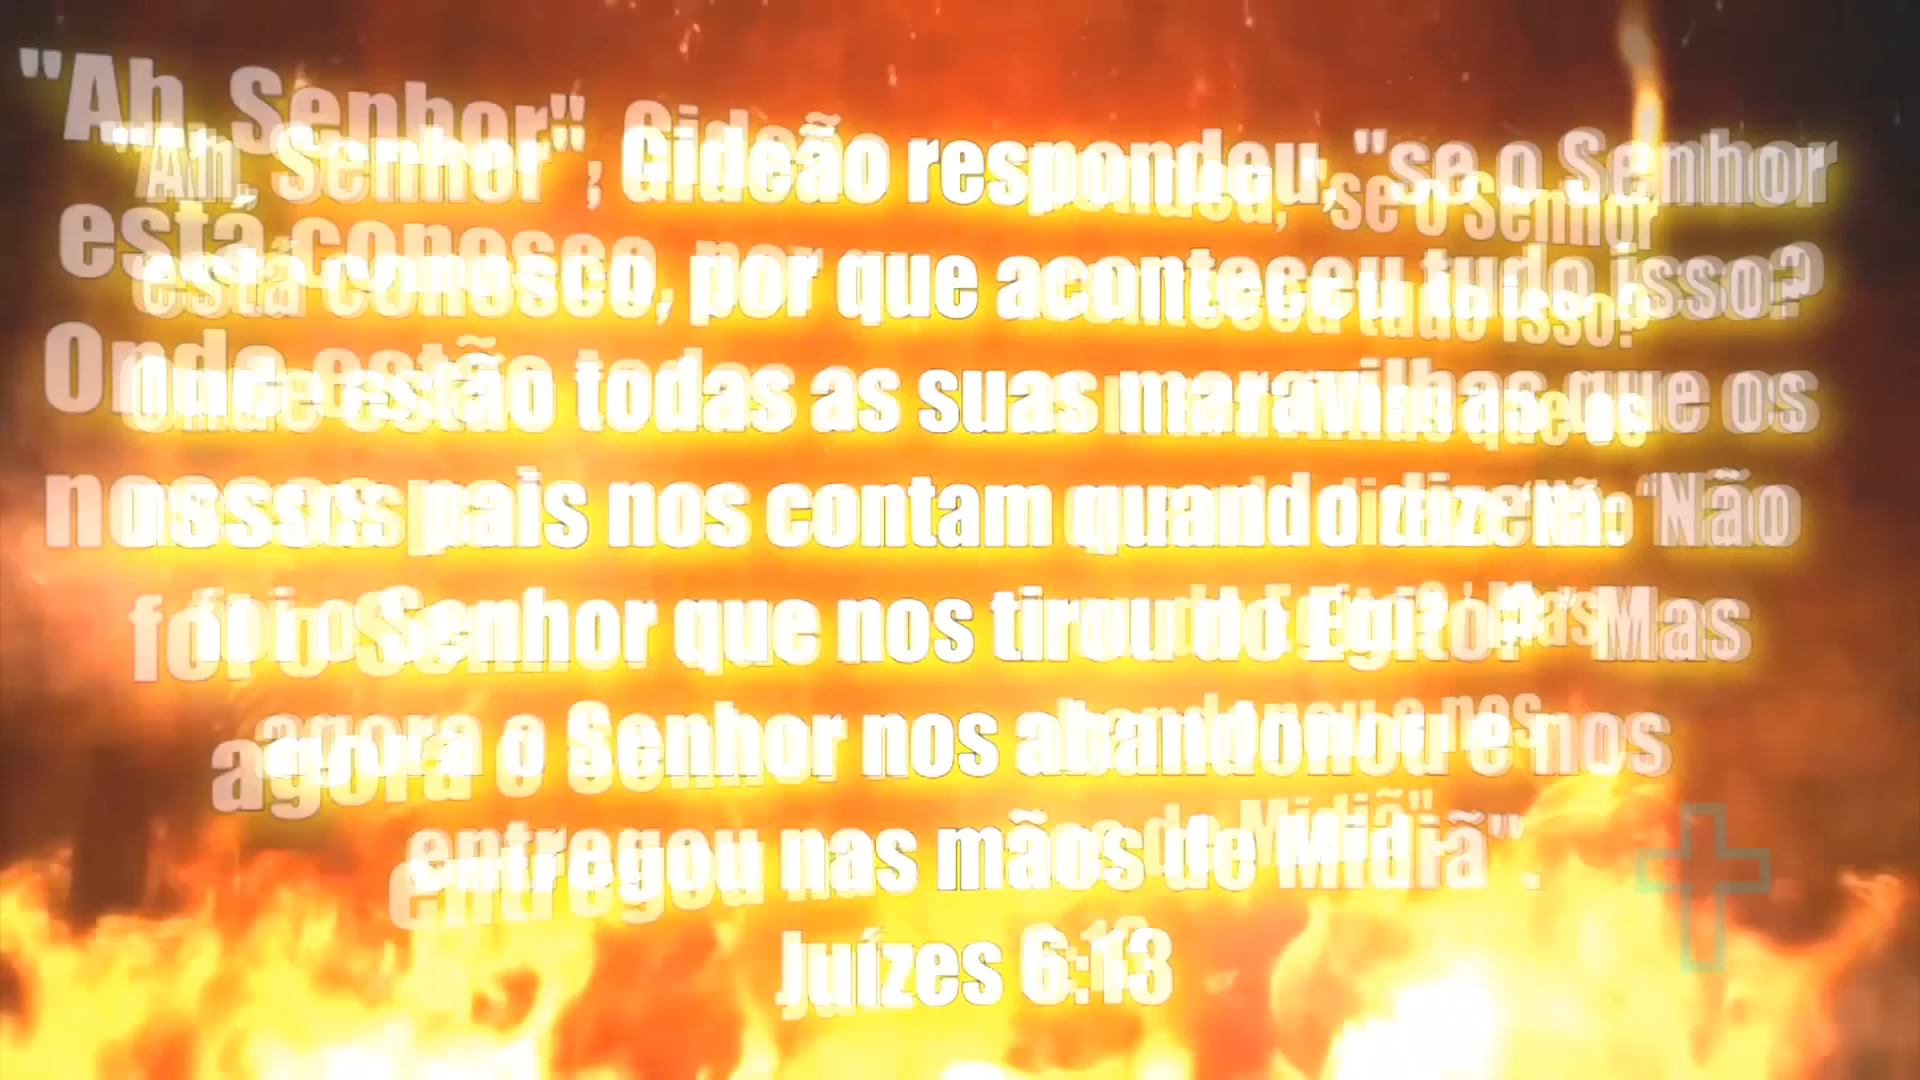 "Ah, Senhor", Gideão respondeu, "se o Senhor
está conosco, por que aconteceu tudo isso?
Onde estão todas as suas maravilhas que os
nossos pais nos contam quando dizem: 'Não
foi o Senhor que nos tirou do Egito?' Mas
agora o Senhor nos abandonou e nos
entregou nas mãos de Midiã".
Juízes 6:13